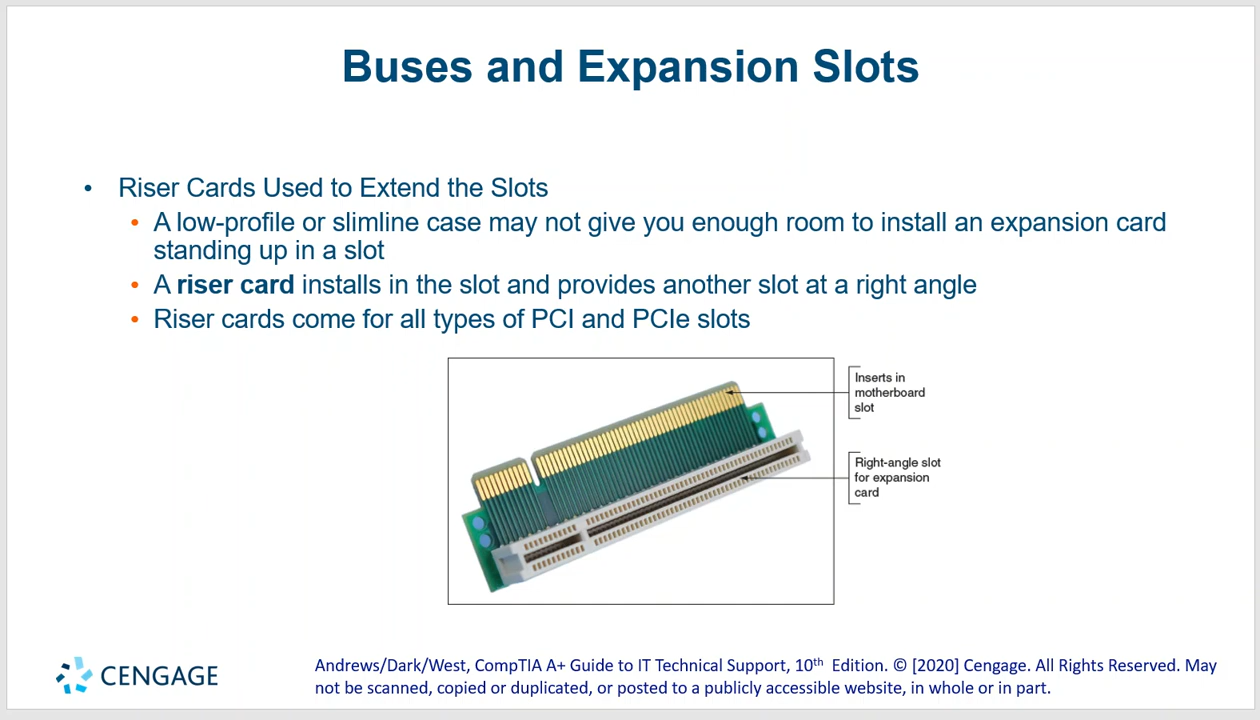 Buses and Expansion Slots
• Riser Cards Used to Extend the Slots
• A low-profile or slimline case may not give you enough room to install an expansion card
standing up in a slot
• A riser card installs in the slot and provides another slot at a right angle
• Riser cards come for all types of PCI and PCIe slots
Inserts in
motherboard
slot
Right-angle slot
for expansion
card
CENGAGE
Andrews/Dark/West, CompTIA A+ Guide to IT Technical Support, 10th Edition. © [2020] Cengage. All Rights Reserved. May
not be scanned, copied or duplicated, or posted to a publicly accessible website, in whole or in part.